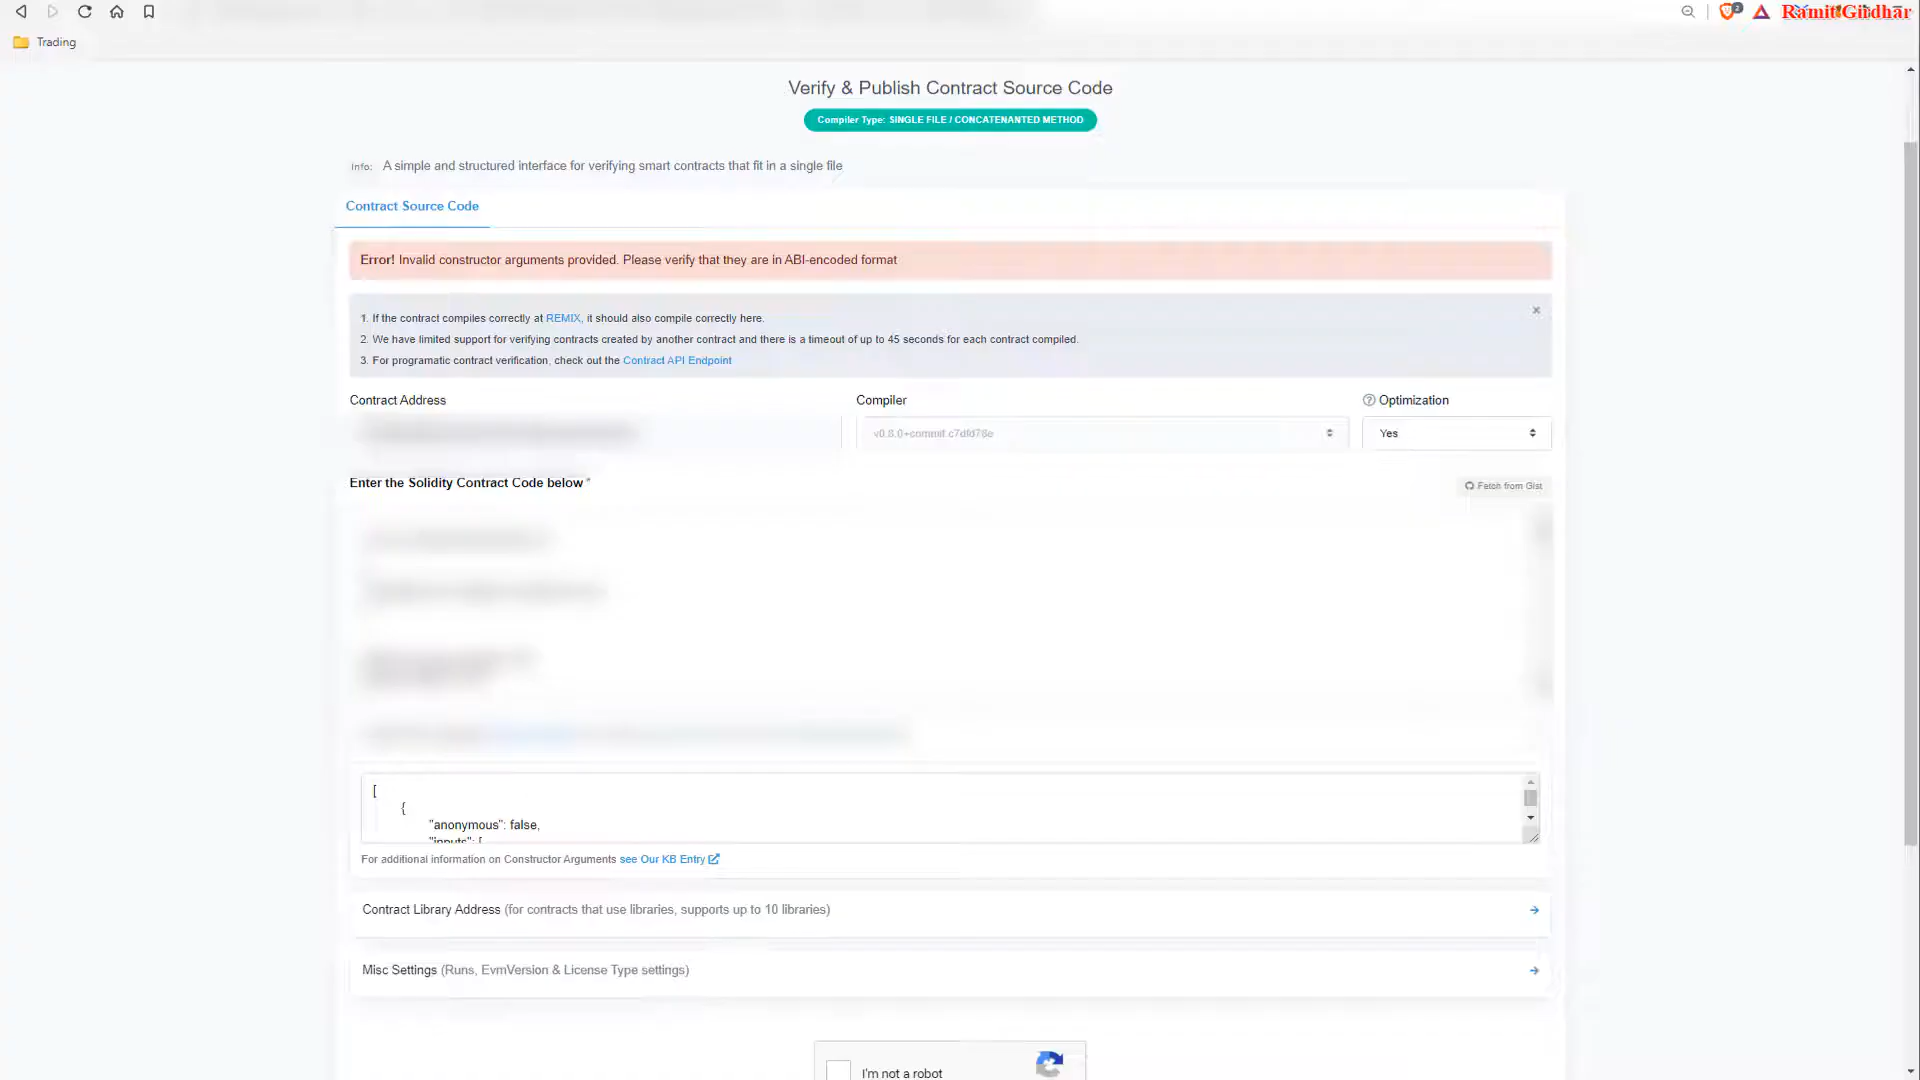 Ramit Girdhar
2
Trading
Verify & Publish Contract Source Code
Compiler Type: SINGLE FILE / CONCATENANTED METHOD
Info: A simple and structured interface for verifying smart contracts that fit in a single file
Contract Source Code
Error! Invalid constructor arguments provided. Please verify that they are in ABI-encoded format
1. If the contract compiles correctly at REMIX, it should also compile correctly here.
2. We have limited support for verifying contracts created by another contract and there is a timeout of up to 45 seconds for each contract compiled.
3. For programatic contract verification, check out the Contract API Endpoint
Contract Address
Compiler
Optimization
v0.8.0+commit.c7dfd78e
Yes
Enter the Solidity Contract Code below *
Fetch from Gist
[
{
"anonymous": false,
"inputs": [
For additional information on Constructor Arguments see Our KB Entry
Contract Library Address (for contracts that use libraries, supports up to 10 libraries)
Misc Settings (Runs, EvmVersion & License Type settings)
I'm not a robot